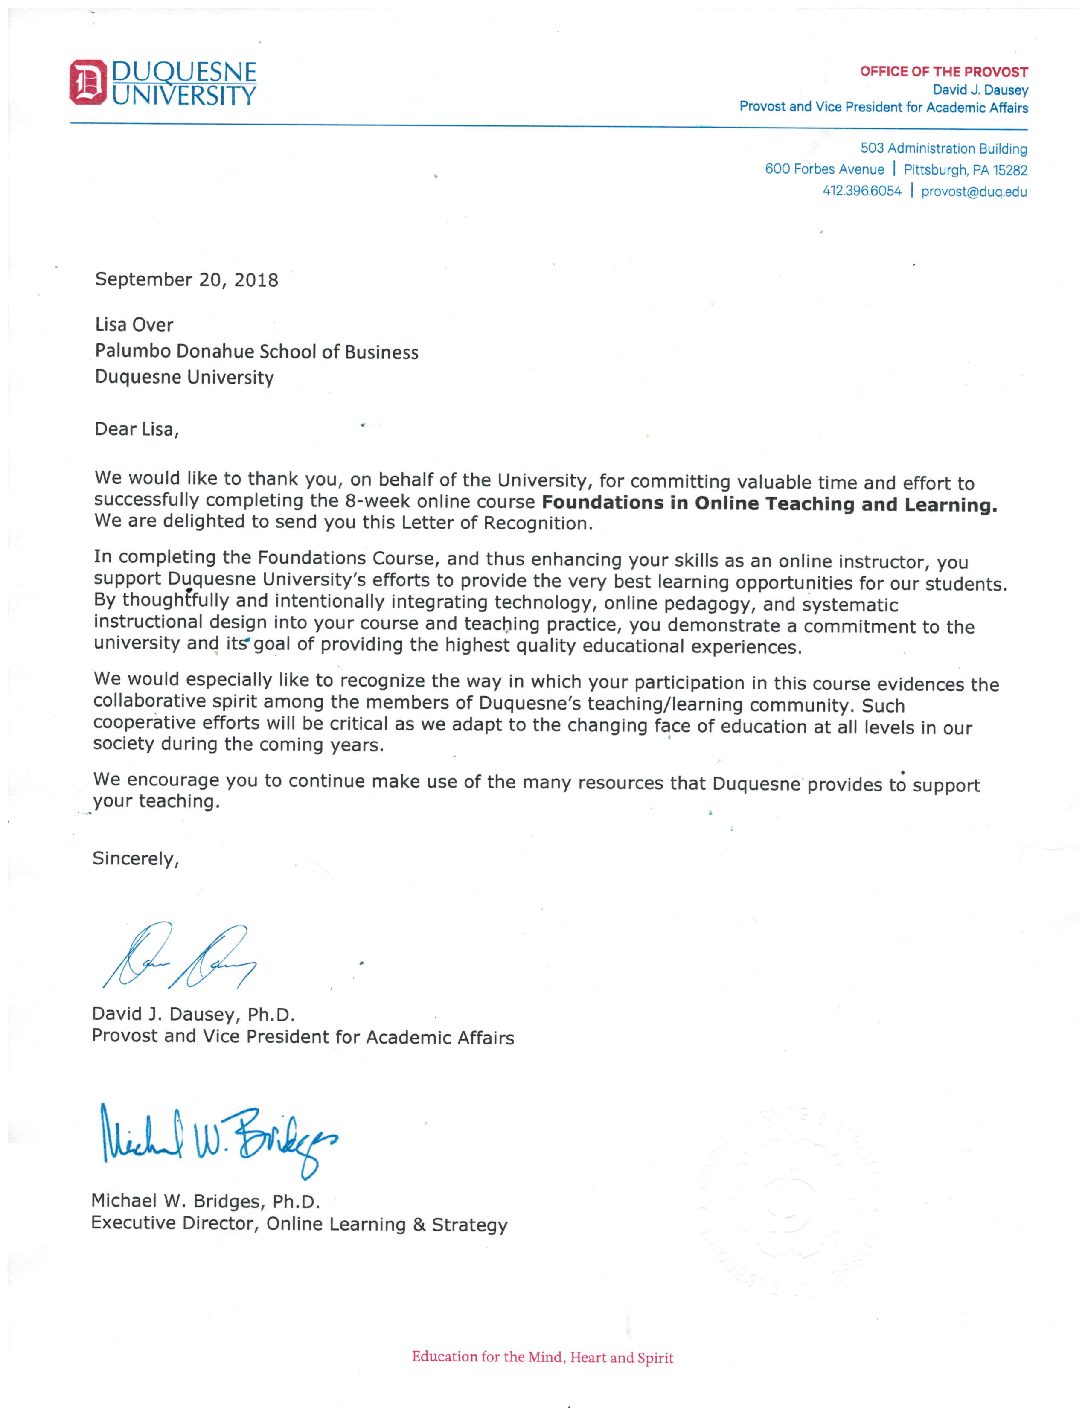 DUQUESNE
UNIVERSITY
OFFICE OF THE PROVOST
David J. Dausey
Provost and Vice President for Academic Affairs
503 Administration Building
600 Forbes Avenue | Pittsburgh, PA 15282
412.396.6054 | provost@duq.edu
September 20, 2018
Lisa Over
Palumbo Donahue School of Business
Duquesne University
Dear Lisa,
We would like to thank you, on behalf of the University, for committing valuable time and effort to
successfully completing the 8-week online course Foundations in Online Teaching and Learning.
We are delighted to send you this Letter of Recognition.
In completing the Foundations Course, and thus enhancing your skills as an online instructor, you
support Duquesne University's efforts to provide the very best learning opportunities for our students.
By thoughtfully and intentionally integrating technology, online pedagogy, and systematic
instructional design into your course and teaching practice, you demonstrate a commitment to the
university and its goal of providing the highest quality educational experiences.
We would especially like to recognize the way in which your participation in this course evidences the
collaborative spirit among the members of Duquesne's teaching/learning community. Such
cooperative efforts will be critical as we adapt to the changing face of education at all levels in our
society during the coming years.
We encourage you to continue make use of the many resources that Duquesne provides to support
your teaching.
Sincerely,
David J. Dausey, Ph.D.
Provost and Vice President for Academic Affairs
Michael W. Bridges
Michael W. Bridges, Ph.D.
Executive Director, Online Learning & Strategy
Education for the Mind, Heart and Spirit